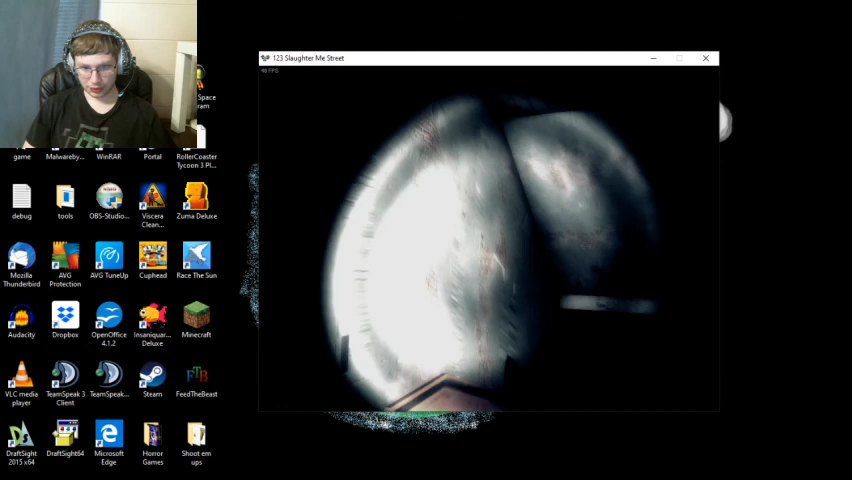 123 Slaughter Me Street
48 FPS
Space
ram
game
Malwareby...
WinRAR
Portal
RollerCoaster
Tycoon 3 Pl...
debug
tools
OBS-Studio...
Viscera
Clean...
Zuma Deluxe
Mozilla
Thunderbird
AVG
Protection
AVG TuneUp
Cuphead
Race The Sun
Audacity
Dropbox
OpenOffice
4.1.2
Insaniquar...
Deluxe
Minecraft
VLC media
player
TeamSpeak 3
Client
TeamSpeak...
Steam
FTB
FeedTheBeast
DraftSight
2015 x64
DraftSight64
Microsoft
Edge
Horror
Games
Shoot em
ups